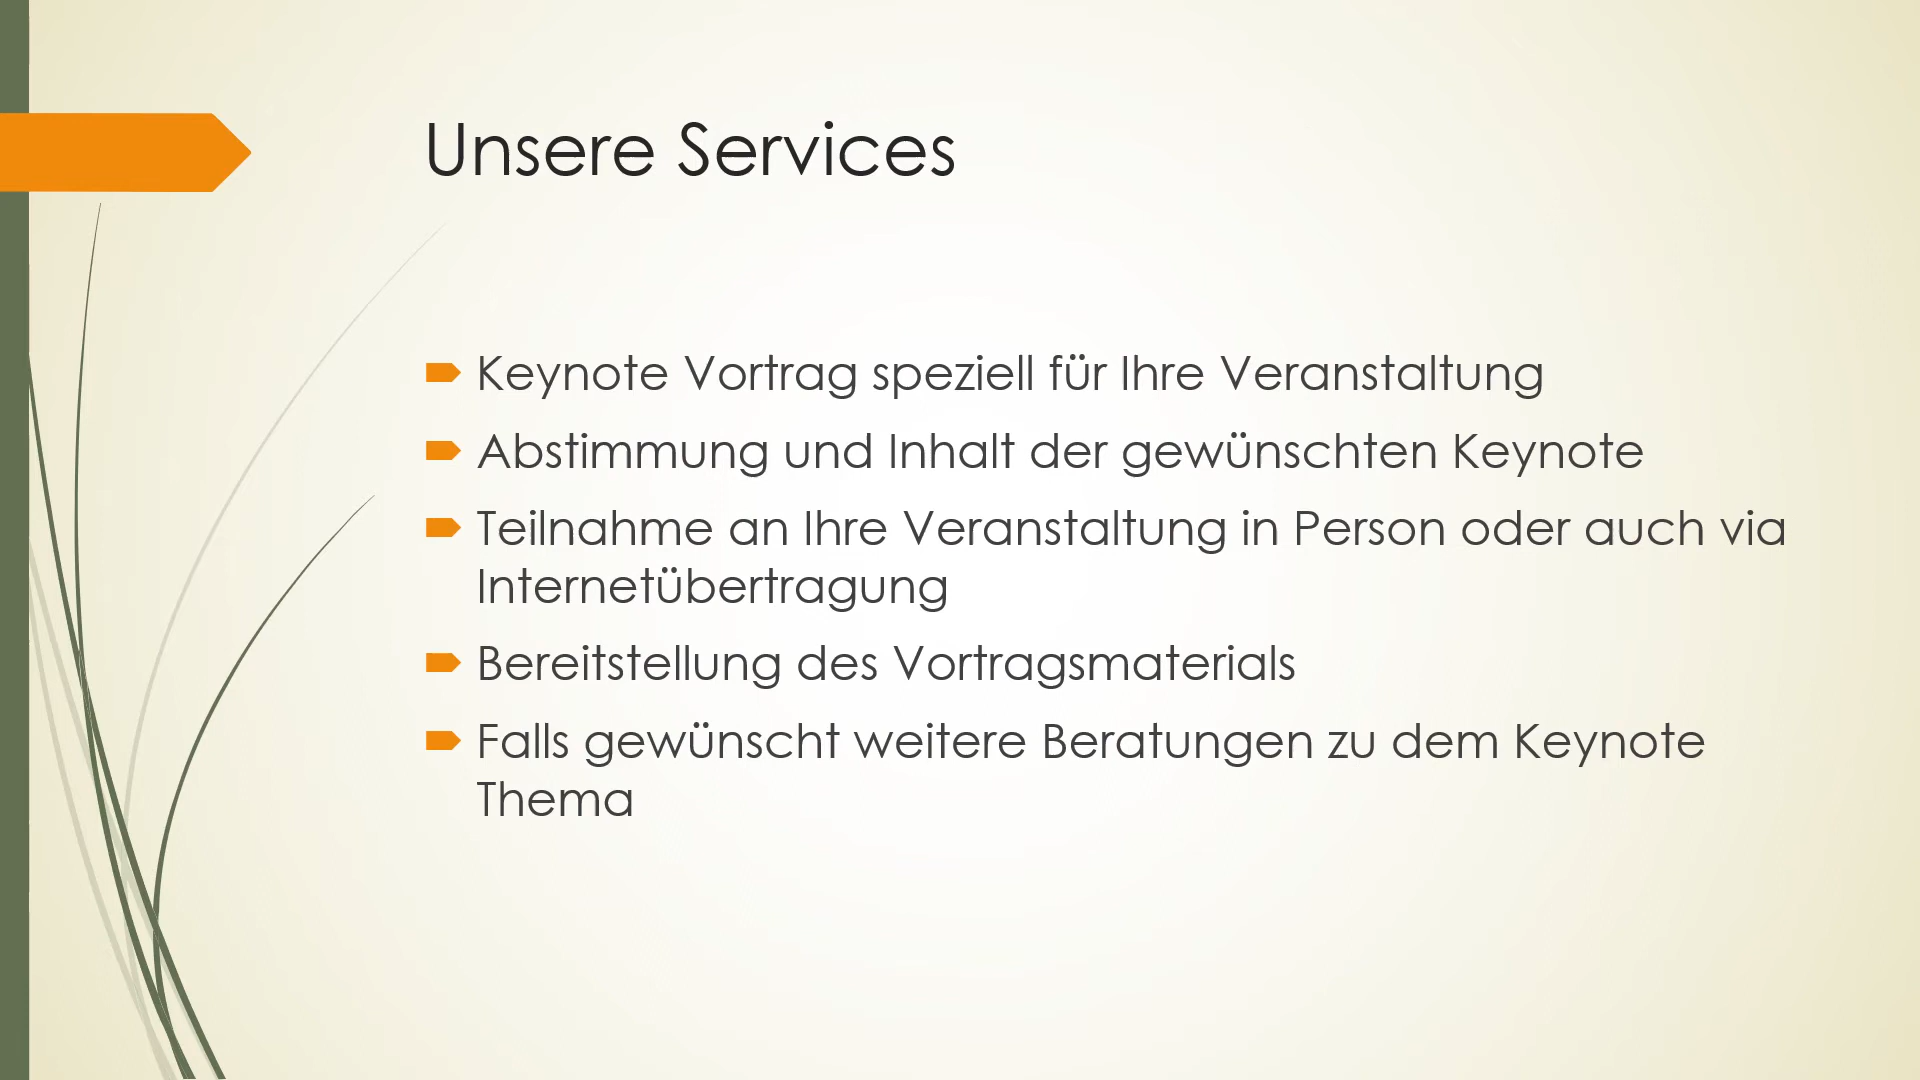 Unsere Services
Keynote Vortrag speziell für Ihre Veranstaltung
Abstimmung und Inhalt der gewünschten Keynote
Teilnahme an Ihre Veranstaltung in Person oder auch via
Internetübertragung
Bereitstellung des Vortragsmaterials
Falls gewünscht weitere Beratungen zu dem Keynote
Thema